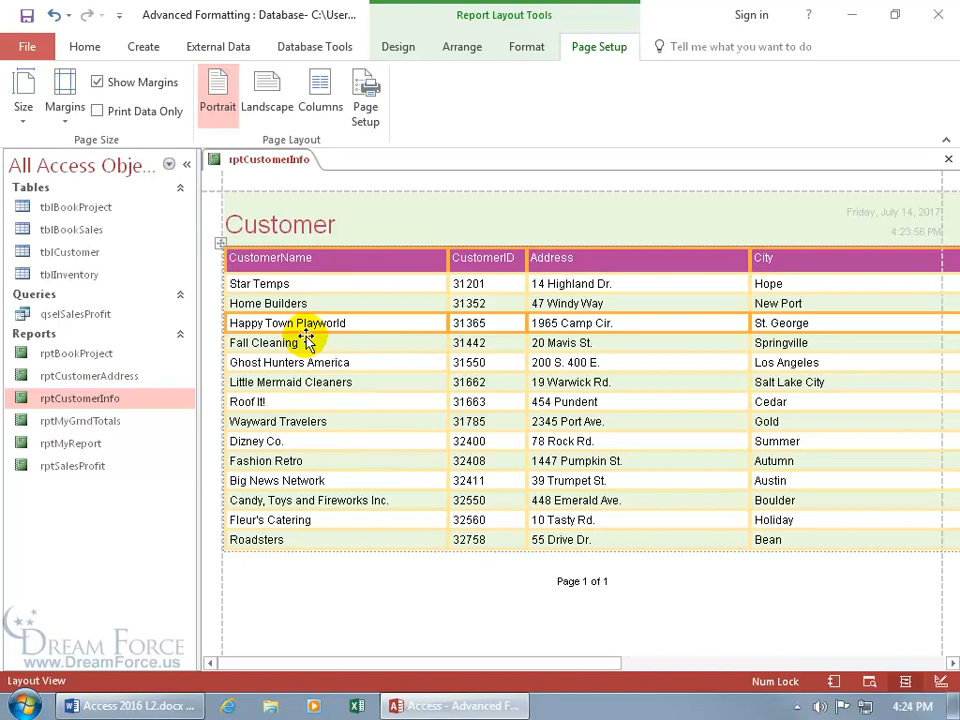 Advanced Formatting : Database- C:\User...
Report Layout Tools
Sign in
?
File
Home
Create
External Data
Database Tools
Design
Arrange
Format
Page Setup
Tell me what you want to do
Size
Margins
Show Margins
Print Data Only
Portrait
Landscape
Columns
Page
Setup
Page Size
Page Layout
All Access Obje...
«
Tables
tblBookProject
tblBookSales
tblCustomer
tblInventory
Queries
qselSalesProfit
Reports
rptBookProject
rptCustomerAddress
rptCustomerInfo
rptMyGrndTotals
rptMyReport
rptSalesProfit
rptCustomerInfo
Customer
Friday, July 14, 2017
4:23:56 PM
CustomerName CustomerID Address City
Star Temps 31201 14 Highland Dr. Hope
Home Builders 31352 47 Windy Way New Port
Happy Town Playworld 31365 1965 Camp Cir. St. George
Fall Cleaning 31442 20 Mavis St. Springville
Ghost Hunters America 31550 200 S. 400 E. Los Angeles
Little Mermaid Cleaners 31662 19 Warwick Rd. Salt Lake City
Roof It! 31663 454 Pundent Cedar
Wayward Travelers 31785 2345 Port Ave. Gold
Dizney Co. 32400 78 Rock Rd. Summer
Fashion Retro 32408 1447 Pumpkin St. Autumn
Big News Network 32411 39 Trumpet St. Austin
Candy, Toys and Fireworks Inc. 32550 448 Emerald Ave. Boulder
Fleur's Catering 32560 10 Tasty Rd. Holiday
Roadsters 32758 55 Drive Dr. Bean
Page 1 of 1
DREAM FORCE
www.DreamForce.us
Layout View
Num Lock
Access 2016 L2.docx ...
Access - Advanced F...
4:24 PM